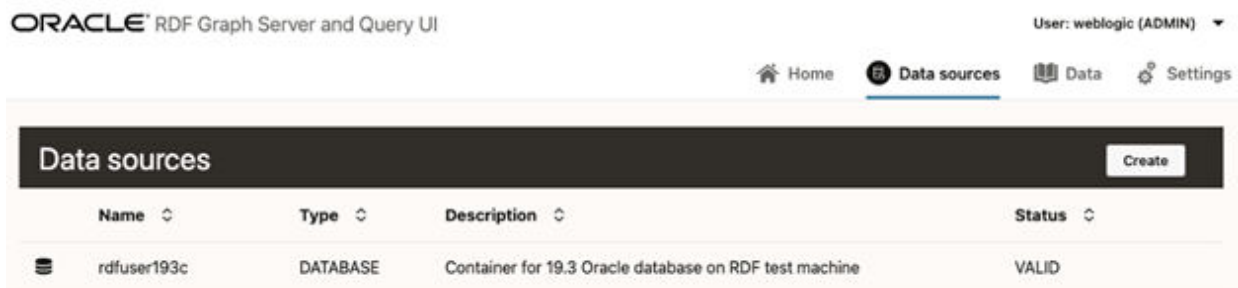 ORACLE® RDF Graph Server and Query UI
User: weblogic (ADMIN)
Home Data sources Data Settings
Data sources
Create
Name Type Description Status
rdfuser193c DATABASE Container for 19.3 Oracle database on RDF test machine VALID